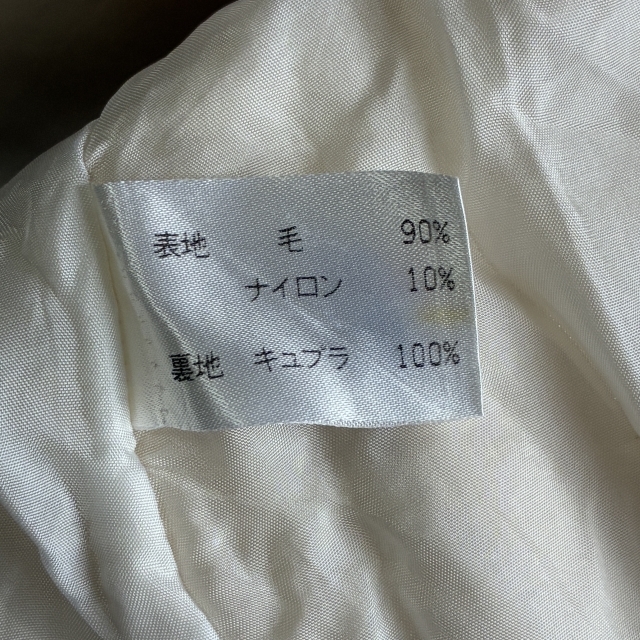 表地 毛 90%
ナイロン 10%
裏地 キュプラ 100%